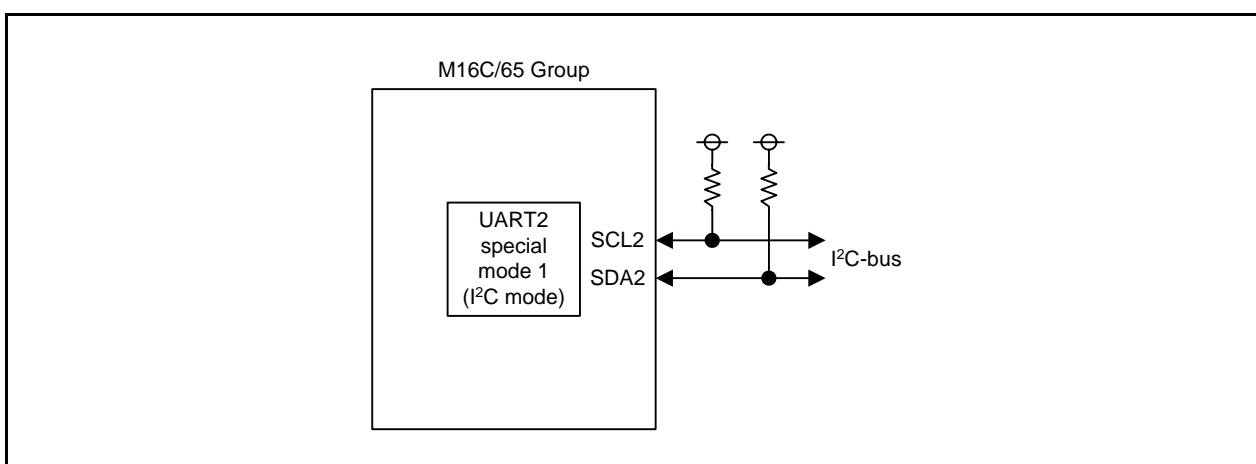 M16C/65 Group
UART2
special
mode 1
(I²C mode)
SCL2
SDA2
I²C-bus